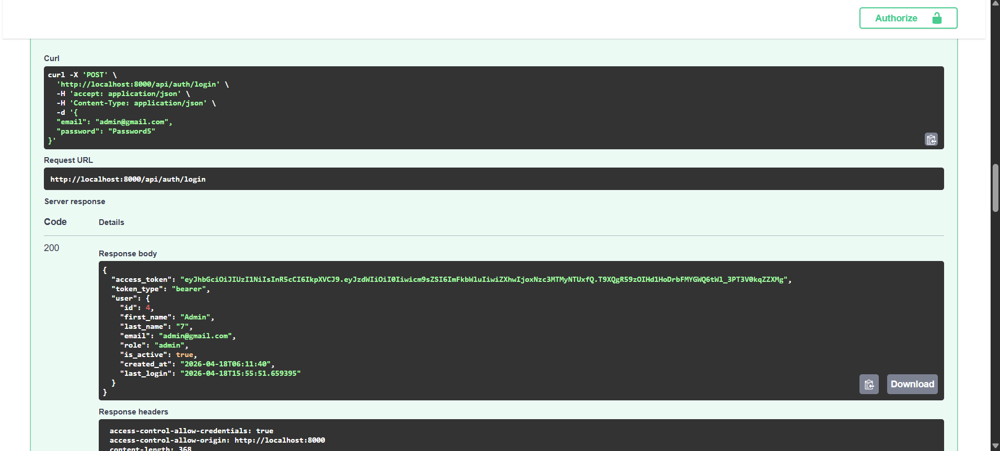 Authorize
Curl
curl -X 'POST' \
'http://localhost:8000/api/auth/login' \
-H 'accept: application/json' \
-H 'Content-Type: application/json' \
-d '{
"email": "admin@gmail.com",
"password": "Password5"
}'
Request URL
http://localhost:8000/api/auth/login
Server response
Code Details
200
Response body
{
"access_token": "eyJhbGciOiJIUzI1NiIsInR5cCI6IkpXVCJ9.eyJzdWIiOiI0Iiwicm9sZSI6ImFkbWluIiwiZXhwIjoxNzc3MTMyNTUxfQ.T9XQgR59zOIHd1HoDrbFMYGWQ6tWl_3PT3V0kqZZXMg",
"token_type": "bearer",
"user": {
"id": 4,
"first_name": "Admin",
"last_name": "7",
"email": "admin@gmail.com",
"role": "admin",
"is_active": true,
"created_at": "2026-04-18T06:11:40",
"last_login": "2026-04-18T15:55:51.659395"
}
}
Download
Response headers
access-control-allow-credentials: true
access-control-allow-origin: http://localhost:8000
content-length: 368